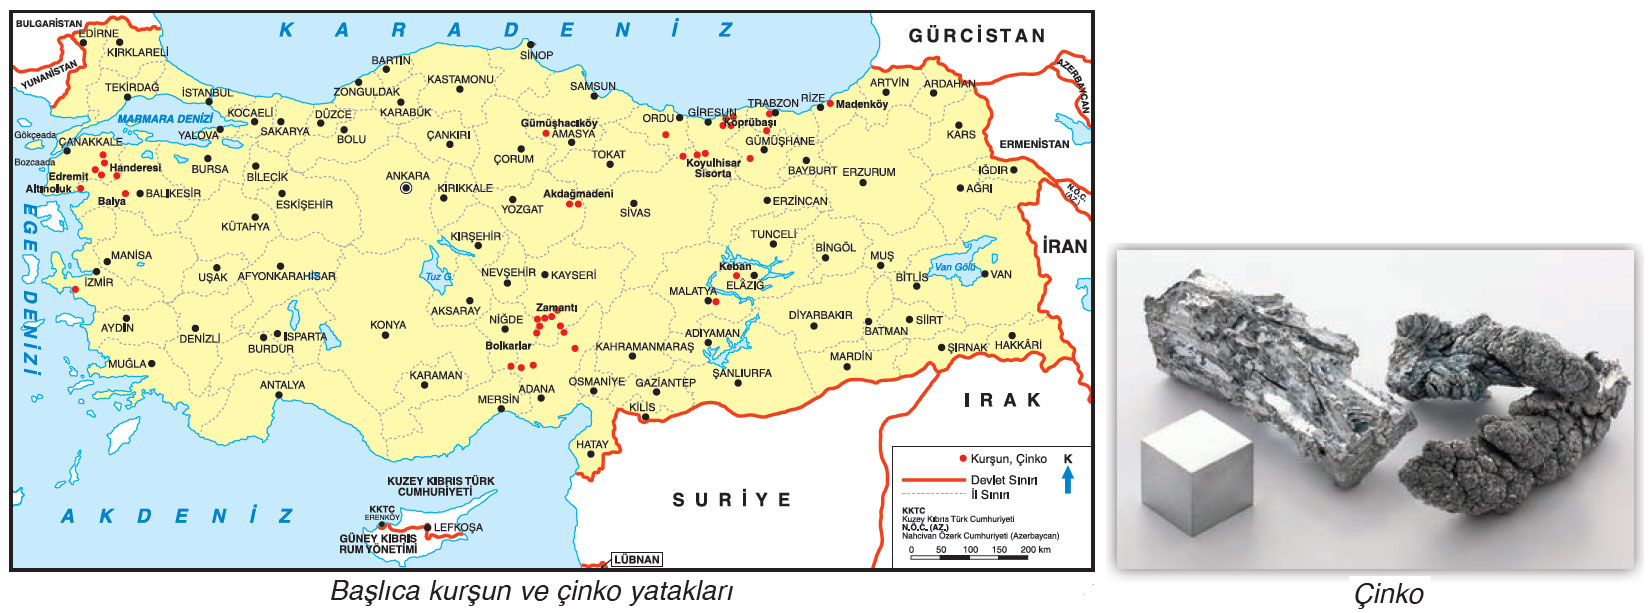 BULGARİSTAN
EDİRNE
KIRKLARELİ
YUNANİSTAN
TEKİRDAĞ
İSTANBUL
KARADENİZ
GÜRCİSTAN
AZERBAYCAN
ERMENİSTAN
MARMARA DENİZİ
KOCAELİ
YALOVA
SAKARYA
DÜZCE
BOLU
ZONGULDAK
BARTIN
KARABÜK
KASTAMONU
SİNOP
ÇANKIRI
SAMSUN
Gümüşhacıköy
AMASYA
ÇORUM
TOKAT
ORDU
GİRESUN
TRABZON
Köprübaşı
RİZE
Madenköy
ARTVİN
ARDAHAN
KARS
GÜMÜŞHANE
Koyulhisar
Sisorta
BAYBURT
ERZURUM
IĞDIR
AĞRI
N.Ö.C.
(AZ.)
Gökçeada
ÇANAKKALE
Bozcaada
Edremit
Handeresi
Altınoluk
Balya
BALIKESİR
BURSA
BİLECİK
ESKİŞEHİR
KÜTAHYA
ANKARA
KIRIKKALE
YOZGAT
Akdağmadeni
SİVAS
ERZİNCAN
TUNCELİ
BİNGÖL
MUŞ
BİTLİS
Van Gölü
VAN
İRAN
EGE DENİZİ
MANİSA
İZMİR
UŞAK
AFYONKARAHİSAR
KIRŞEHİR
Tuz G.
NEVŞEHİR
KAYSERİ
AKSARAY
Keban
ELAZIĞ
MALATYA
AYDIN
DENİZLİ
BURDUR
ISPARTA
KONYA
NİĞDE
Zamantı
Bolkarlar
ADIYAMAN
DİYARBAKIR
BATMAN
SİİRT
MARDİN
ŞIRNAK
HAKKÂRİ
MUĞLA
ANTALYA
KARAMAN
MERSİN
ADANA
OSMANİYE
KAHRAMANMARAŞ
GAZİANTEP
ŞANLIURFA
KİLİS
HATAY
IRAK
SURİYE
AKDENİZ
KUZEY KIBRIS TÜRK
CUMHURİYETİ
KKTC
ERENKÖY
LEFKOŞA
GÜNEY KIBRIS
RUM YÖNETİMİ
LÜBNAN
Kurşun, Çinko
K
Devlet Sınırı
İl Sınırı
KKTC
Kuzey Kıbrıs Türk Cumhuriyeti
N.Ö.C. (AZ.)
Nahcivan Özerk Cumhuriyeti (Azerbaycan)
0 50 100 150 200 km
Başlıca kurşun ve çinko yatakları
Çinko